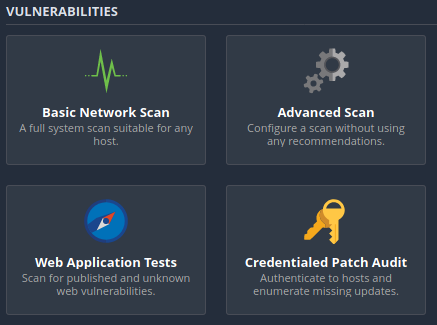 VULNERABILITIES
Basic Network Scan
A full system scan suitable for any
host.
Advanced Scan
Configure a scan without using
any recommendations.
Web Application Tests
Scan for published and unknown
web vulnerabilities.
Credentialed Patch Audit
Authenticate to hosts and
enumerate missing updates.